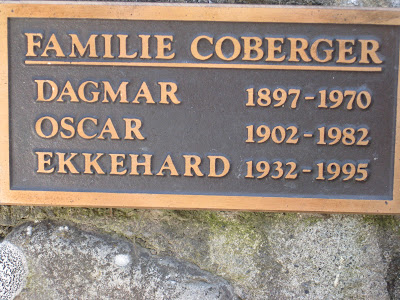 FAMILIE COBERGER
DAGMAR 1897-1970
OSCAR 1902-1982
EKKEHARD 1932-1995